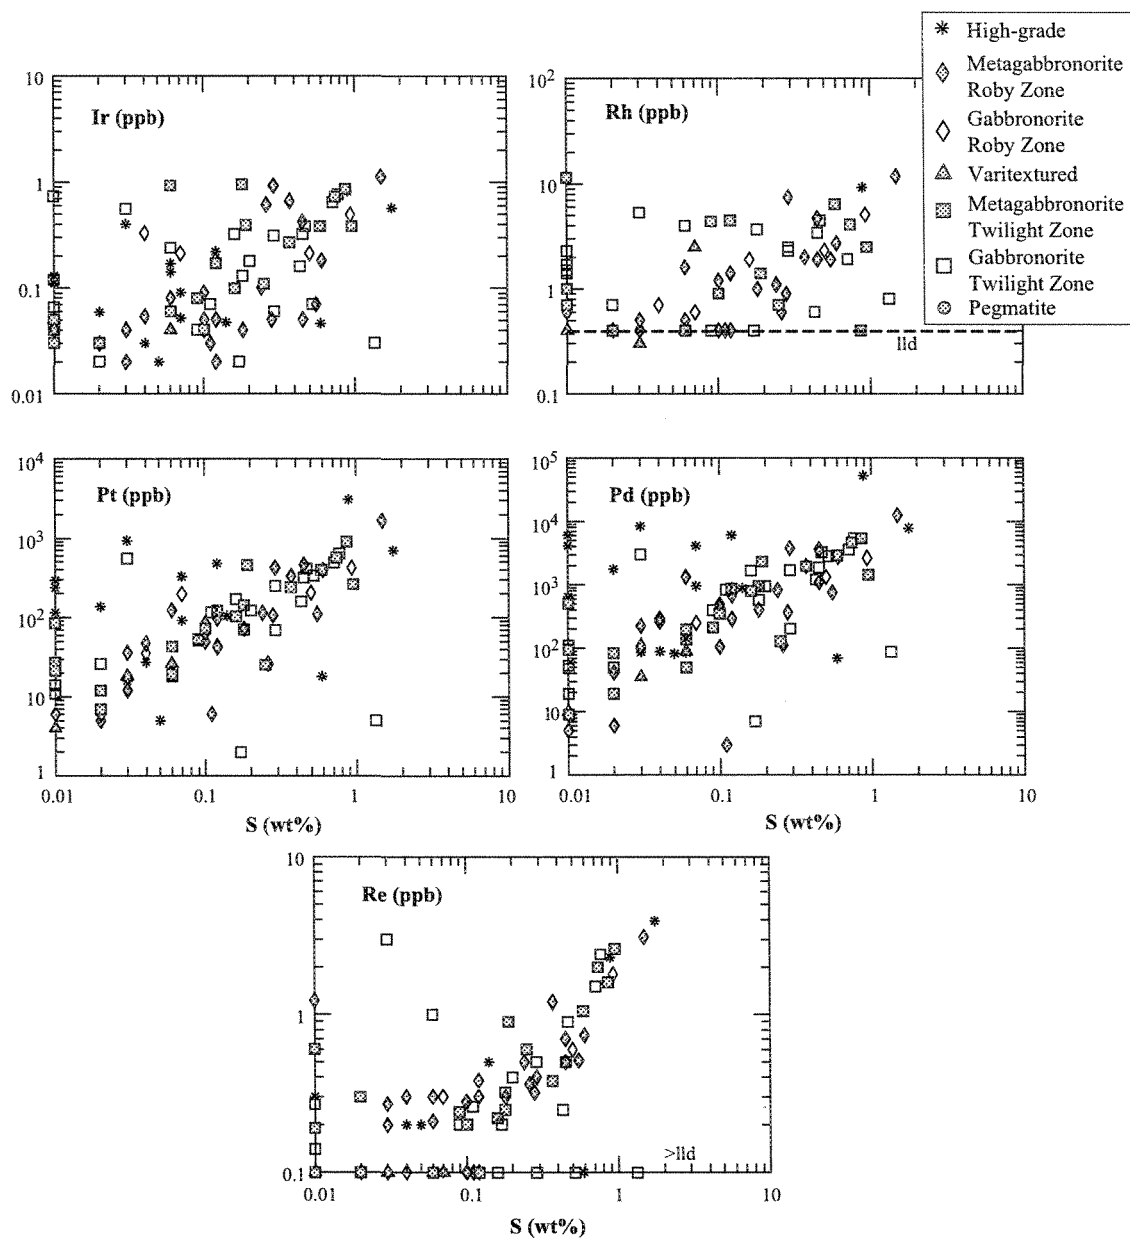 High-grade
Metagabbronorite
Roby Zone
Gabbronorite
Roby Zone
Varitextured
Metagabbronorite
Twilight Zone
Gabbronorite
Twilight Zone
Pegmatite
10
1
0.1
0.01
Ir (ppb)
10²
10
1
0.1
Rh (ppb)
lld
10⁴
10³
10²
10
1
Pt (ppb)
0.01
0.1
1
10
S (wt%)
10⁵
10⁴
10³
10²
10
1
Pd (ppb)
0.01
0.1
1
10
S (wt%)
10
1
0.1
Re (ppb)
>lld
0.01
0.1
1
10
S (wt%)